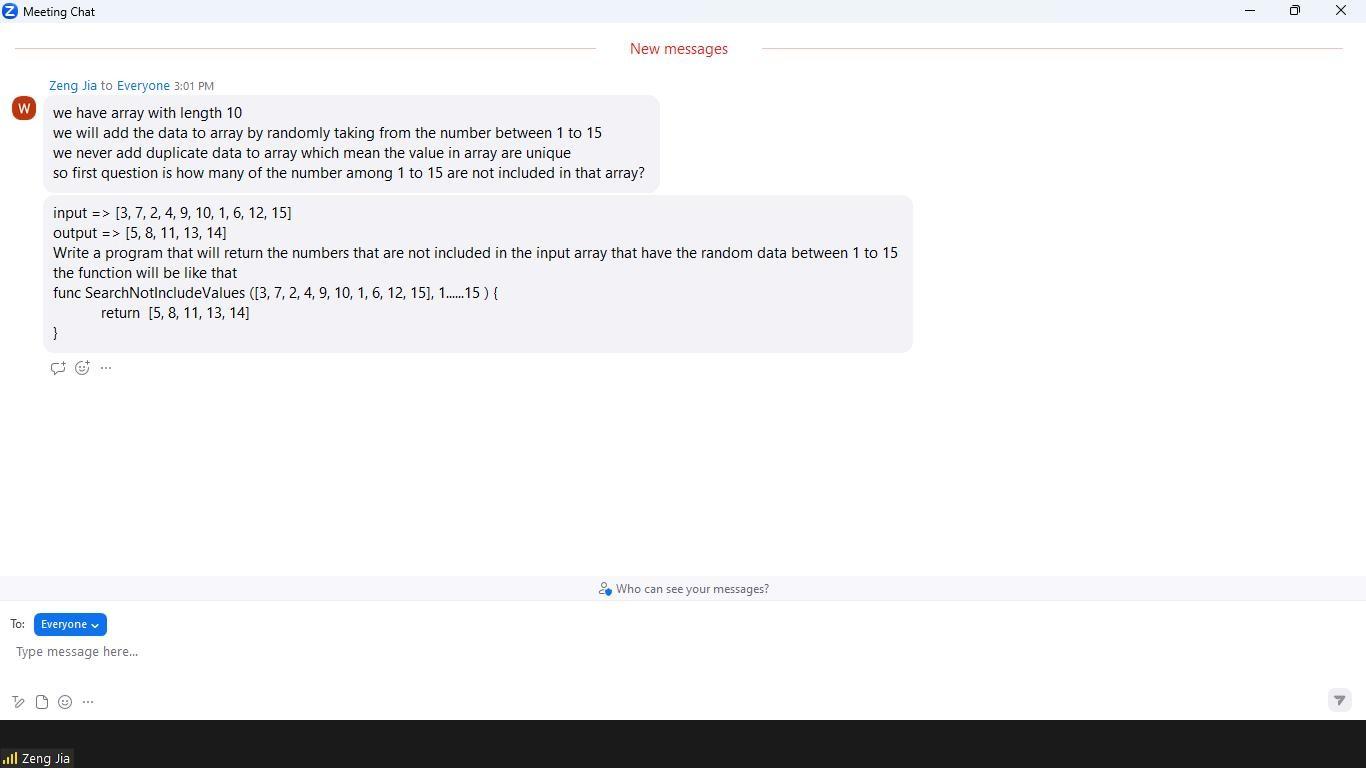 Meeting Chat
New messages
Zeng Jia to Everyone 3:01 PM
W
we have array with length 10
we will add the data to array by randomly taking from the number between 1 to 15
we never add duplicate data to array which mean the value in array are unique
so first question is how many of the number among 1 to 15 are not included in that array?
input => [3, 7, 2, 4, 9, 10, 1, 6, 12, 15]
output => [5, 8, 11, 13, 14]
Write a program that will return the numbers that are not included in the input array that have the random data between 1 to 15
the function will be like that
func SearchNotIncludeValues ([3, 7, 2, 4, 9, 10, 1, 6, 12, 15], 1......15 ) {
return  [5, 8, 11, 13, 14]
}
Who can see your messages?
To: Everyone
Type message here...
Zeng Jia